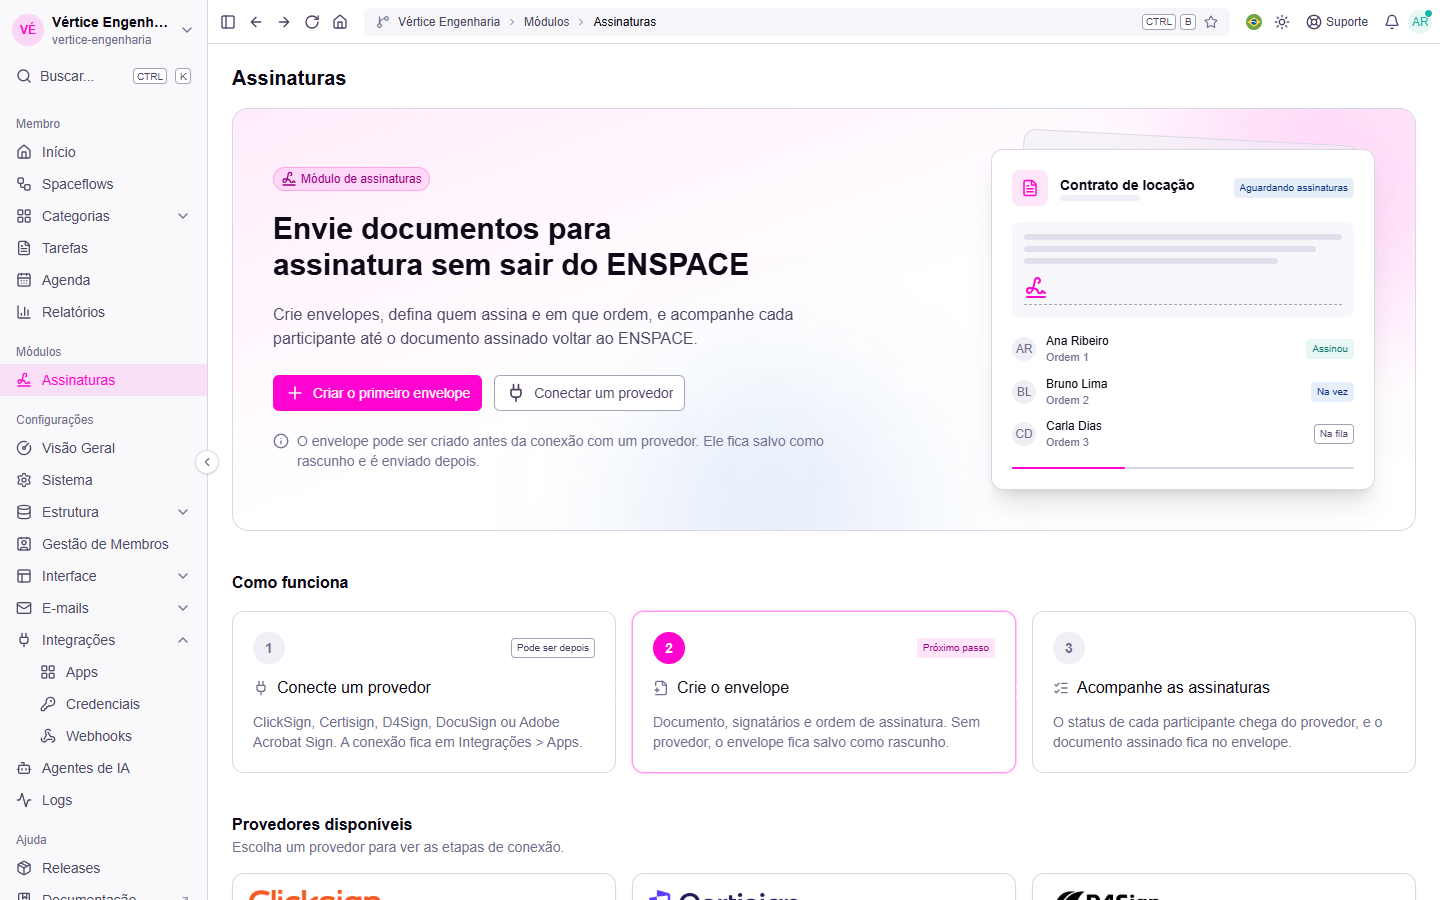 VÉ
Vértice Engenh...
vertice-engenharia
Buscar...
CTRL
K
Membro
Início
Spaceflows
Categorias
Tarefas
Agenda
Relatórios
Módulos
Assinaturas
Configurações
Visão Geral
Sistema
Estrutura
Gestão de Membros
Interface
E-mails
Integrações
Apps
Credenciais
Webhooks
Agentes de IA
Logs
Ajuda
Releases
Documentação
Vértice Engenharia
Módulos
Assinaturas
CTRL
B
Suporte
AR
Assinaturas
Módulo de assinaturas
Envie documentos para
assinatura sem sair do ENSPACE
Crie envelopes, defina quem assina e em que ordem, e acompanhe cada
participante até o documento assinado voltar ao ENSPACE.
Criar o primeiro envelope
Conectar um provedor
O envelope pode ser criado antes da conexão com um provedor. Ele fica salvo como
rascunho e é enviado depois.
Contrato de locação
Aguardando assinaturas
AR
Ana Ribeiro
Ordem 1
Assinou
BL
Bruno Lima
Ordem 2
Na vez
CD
Carla Dias
Ordem 3
Na fila
Como funciona
1
Pode ser depois
Conecte um provedor
ClickSign, Certisign, D4Sign, DocuSign ou Adobe
Acrobat Sign. A conexão fica em Integrações > Apps.
2
Próximo passo
Crie o envelope
Documento, signatários e ordem de assinatura. Sem
provedor, o envelope fica salvo como rascunho.
3
Acompanhe as assinaturas
O status de cada participante chega do provedor, e o
documento assinado fica no envelope.
Provedores disponíveis
Escolha um provedor para ver as etapas de conexão.
Clicksign
Certisign
D4Sign